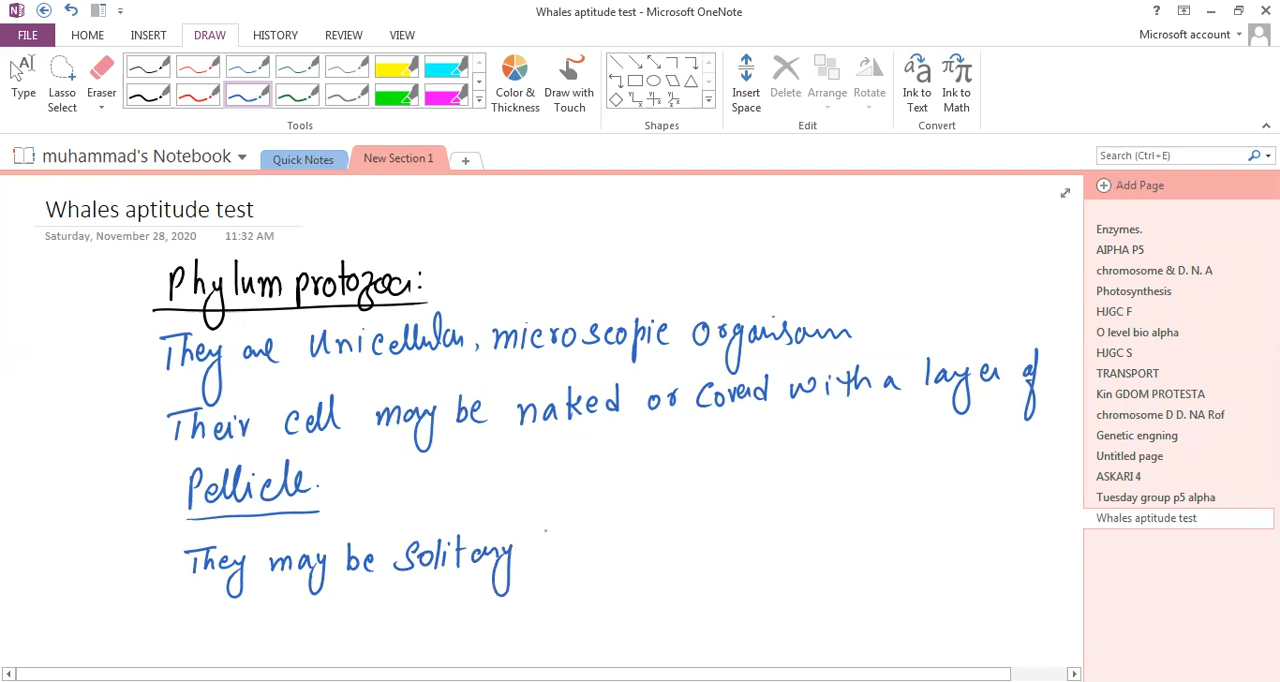 Whales aptitude test - Microsoft OneNote
?
Microsoft account
FILE HOME INSERT DRAW HISTORY REVIEW VIEW
Type Lasso Select Eraser
Color & Thickness
Draw with Touch
Insert Space
Delete Arrange Rotate
Ink to Text
Ink to Math
Tools Shapes Edit Convert
muhammad's Notebook
Quick Notes
New Section 1
Search (Ctrl+E)
Add Page
Whales aptitude test
Saturday, November 28, 2020 11:32 AM
Phylum protozoa:
They are Unicellular, microscopic organisam
Their cell may be naked or Coverd with a layer of
Pellicle.
They may be Solitary
Enzymes.
AlPHA P5
chromosome & D. N. A
Photosynthesis
HJGC F
O level bio alpha
HJGC S
TRANSPORT
Kin GDOM PROTESTA
chromosome D D. NA Rof
Genetic engning
Untitled page
ASKARI 4
Tuesday group p5 alpha
Whales aptitude test